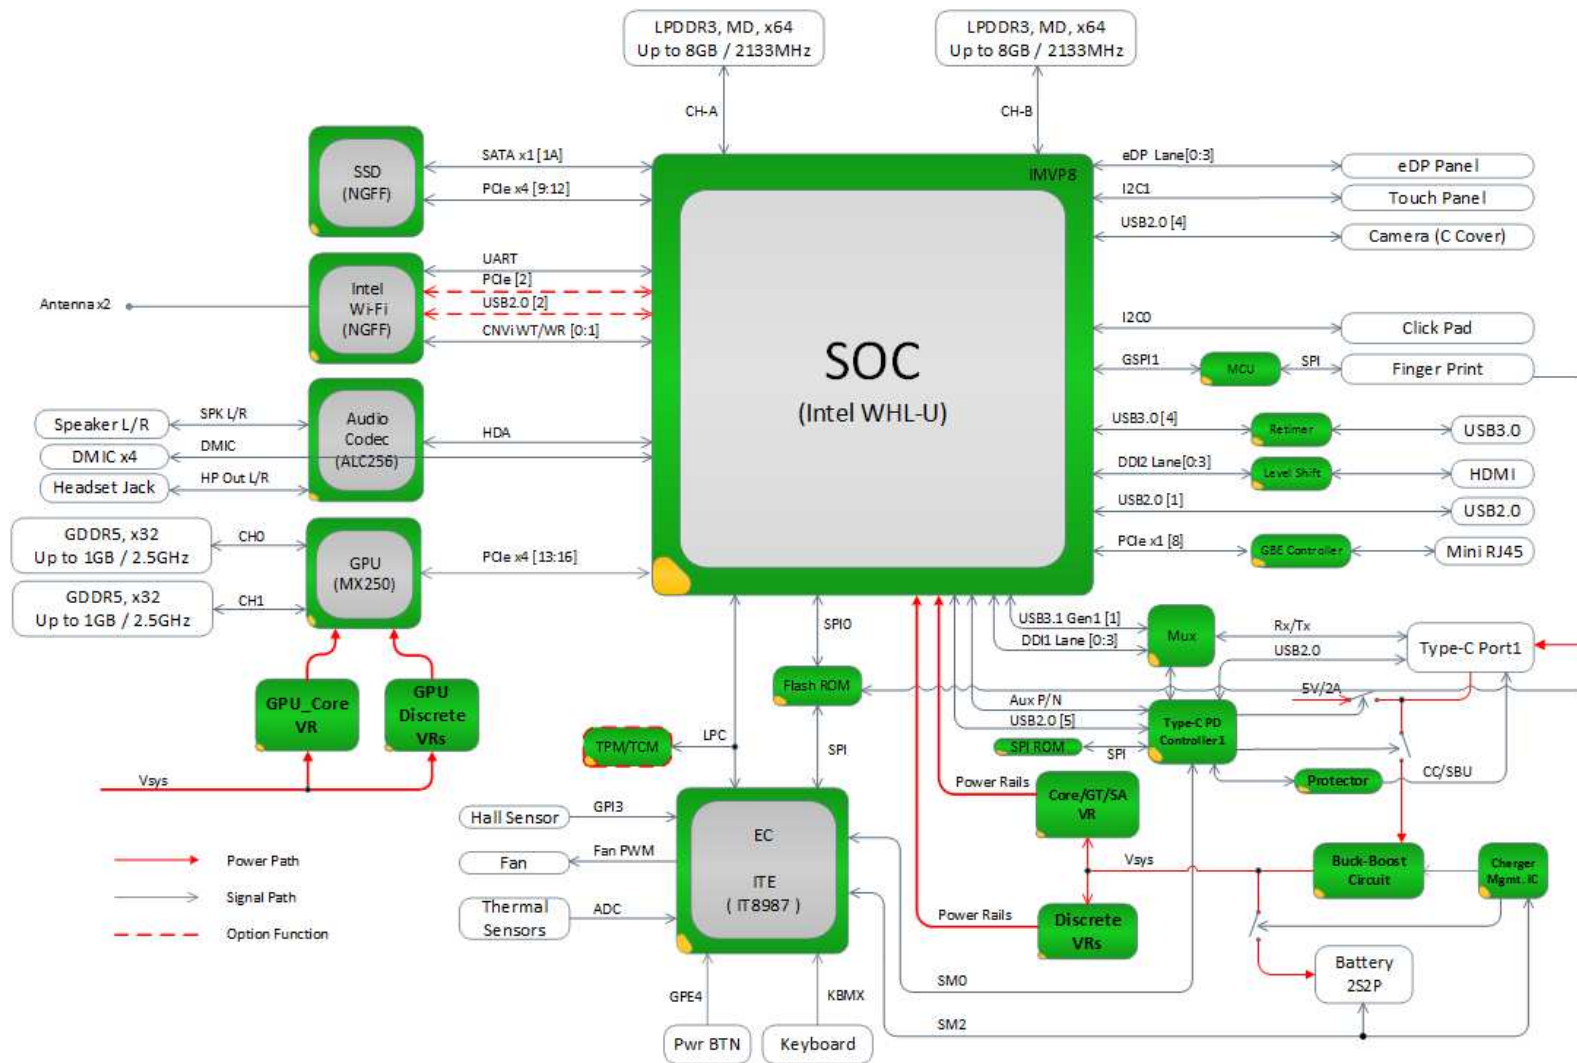 LPDDR3, MD, x64
Up to 8GB / 2133MHz
LPDDR3, MD, x64
Up to 8GB / 2133MHz
CH-A
CH-B
SSD
(NGFF)
SATA x1 [1A]
PCIe x4 [9:12]
IMVP8
eDP Lane[0:3]
eDP Panel
I2C1
Touch Panel
USB2.0 [4]
Camera (C Cover)
Antenna x2
Intel
Wi-Fi
(NGFF)
UART
PCIe [2]
USB2.0 [2]
CNVi WT/WR [0:1]
SOC
(Intel WHL-U)
I2C0
Click Pad
GSPI1
MCU
SPI
Finger Print
Speaker L/R
SPK L/R
DMIC x4
DMIC
Headset Jack
HP Out L/R
Audio
Codec
(ALC256)
HDA
USB3.0 [4]
Retimer
USB3.0
DDI2 Lane[0:3]
Level Shift
HDMI
USB2.0 [1]
USB2.0
PCIe x1 [8]
GBE Controller
Mini RJ45
GDDR5, x32
Up to 1GB / 2.5GHz
CH0
GDDR5, x32
Up to 1GB / 2.5GHz
CH1
GPU
(MX250)
PCIe x4 [13:16]
GPU_Core
VR
GPU
Discrete
VRs
Vsys
SPI0
Flash ROM
LPC
TPM/TCM
SPI
USB3.1 Gen1 [1]
DDI1 Lane [0:3]
Mux
Rx/Tx
USB2.0
Type-C Port1
5V/2A
Aux P/N
USB2.0 [5]
SPI ROM
SPI
Type-C PD
Controller1
Protector
CC/SBU
Power Rails
Core/GT/SA
VR
Vsys
Buck-Boost
Circuit
Charger
Mgmt. IC
Power Rails
Discrete
VRs
Battery
2S2P
Hall Sensor
GPI3
Fan
Fan PWM
Thermal
Sensors
ADC
EC
ITE
( IT8987 )
SM0
SM2
GPE4
KBMX
Pwr BTN
Keyboard
Power Path
Signal Path
Option Function